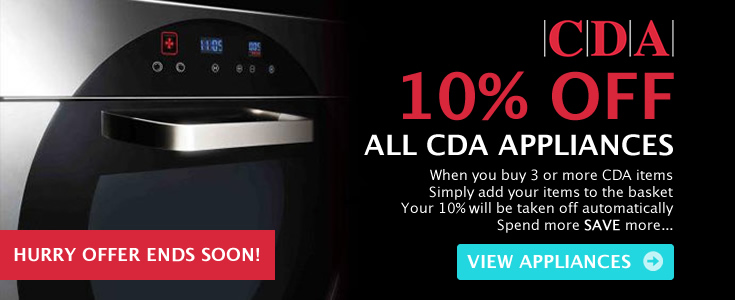 11:05
CDA
10% OFF
ALL CDA APPLIANCES
When you buy 3 or more CDA items
Simply add your items to the basket
Your 10% will be taken off automatically
Spend more SAVE more...
HURRY OFFER ENDS SOON!
VIEW APPLIANCES